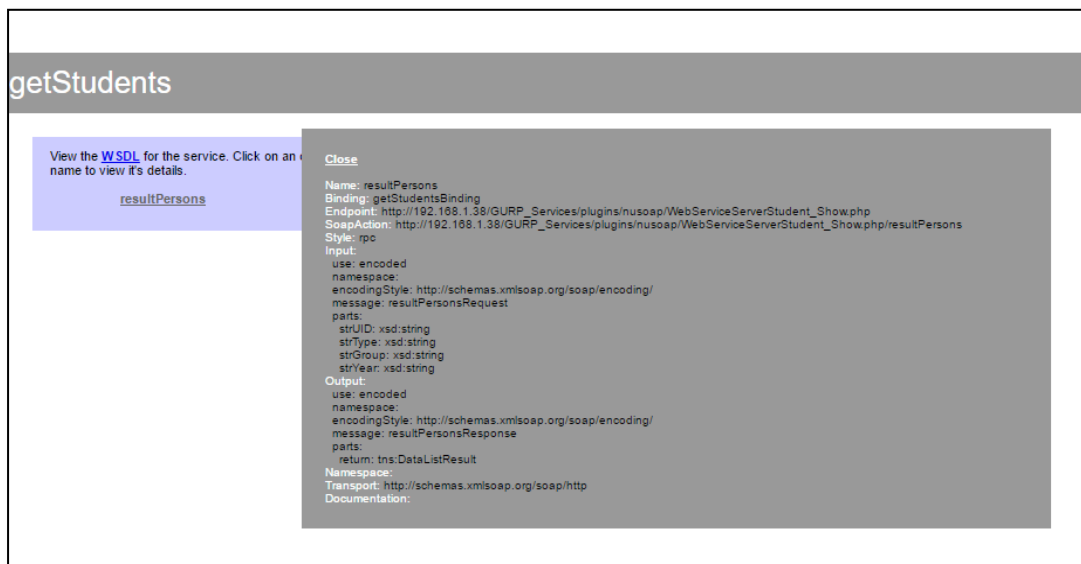 getStudents
View the WSDL for the service. Click on an
name to view it's details.
resultPersons
Close
Name: resultPersons
Binding: getStudentsBinding
Endpoint: http://192.168.1.38/GURP_Services/plugins/nusoap/WebServiceServerStudent_Show.php
SoapAction: http://192.168.1.38/GURP_Services/plugins/nusoap/WebServiceServerStudent_Show.php/resultPersons
Style: rpc
Input:
use: encoded
namespace:
encodingStyle: http://schemas.xmlsoap.org/soap/encoding/
message: resultPersonsRequest
parts:
strUID: xsd:string
strType: xsd:string
strGroup: xsd:string
strYear: xsd:string
Output:
use: encoded
namespace:
encodingStyle: http://schemas.xmlsoap.org/soap/encoding/
message: resultPersonsResponse
parts:
return: tns:DataListResult
Namespace:
Transport: http://schemas.xmlsoap.org/soap/http
Documentation: